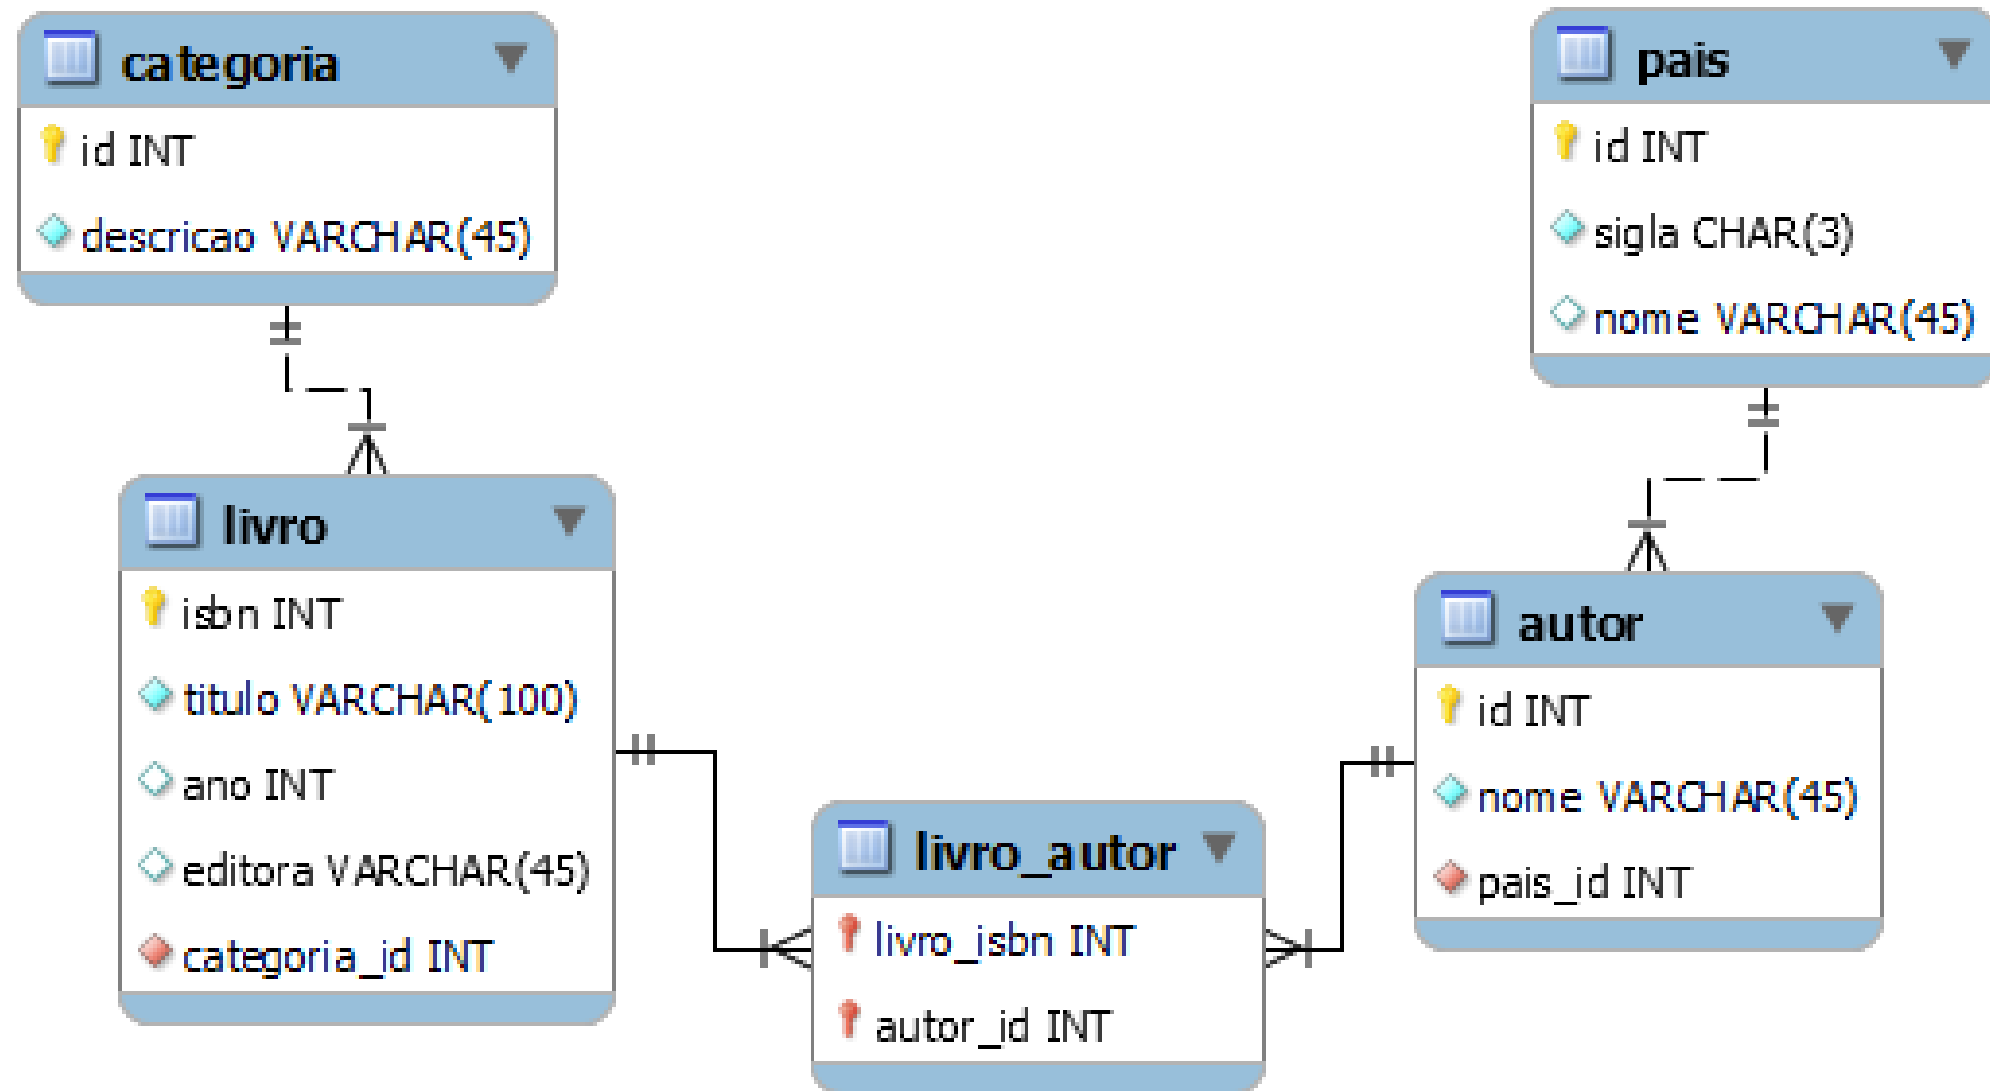 categoria
id INT
descricao VARCHAR(45)
pais
id INT
sigla CHAR(3)
nome VARCHAR(45)
livro
isbn INT
titulo VARCHAR(100)
ano INT
editora VARCHAR(45)
categoria_id INT
livro_autor
livro_isbn INT
autor_id INT
autor
id INT
nome VARCHAR(45)
pais_id INT